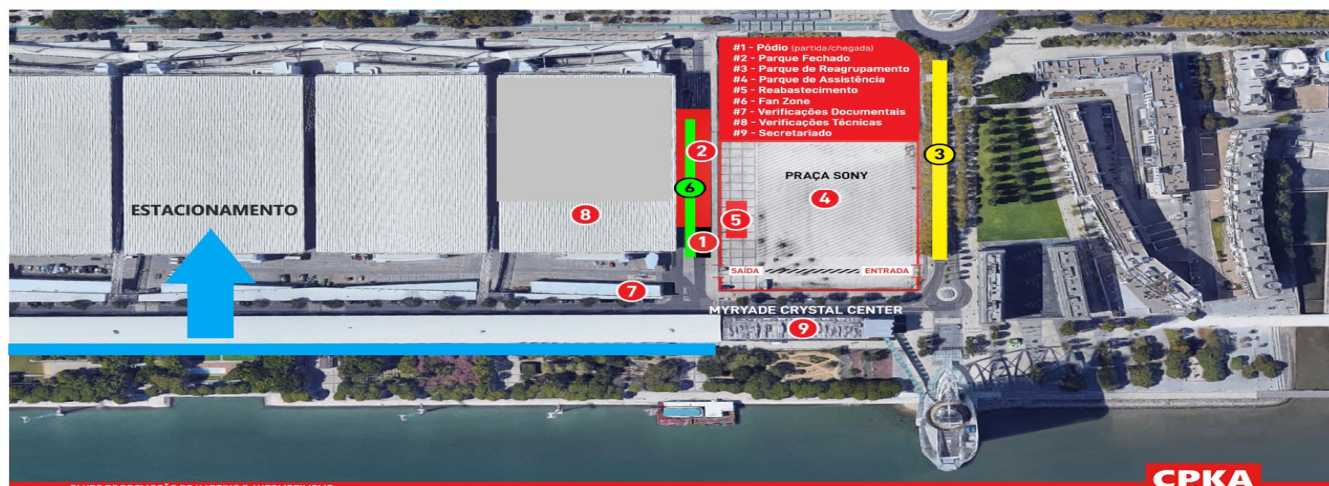 #1 - Pódio (partida/chegada)
#2 - Parque Fechado
#3 - Parque de Reagrupamento
#4 - Parque de Assistência
#5 - Reabastecimento
#6 - Fan Zone
#7 - Verificações Documentais
#8 - Verificações Técnicas
#9 - Secretariado
2
3
PRAÇA SONY
6
4
ESTACIONAMENTO
8
5
1
SAÍDA
ENTRADA
7
MYRYADE CRYSTAL CENTER
9
CPKA